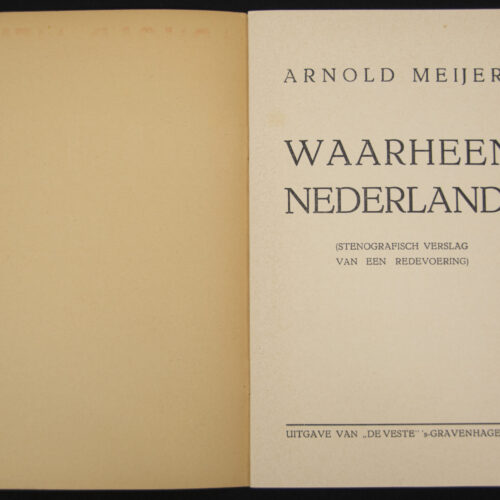 ARNOLD MEIJER
WAARHEEN
NEDERLAND
(STENOGRAFISCH VERSLAG
VAN EEN REDEVOERING)
UITGAVE VAN „DE VESTE” 's-GRAVENHAGE